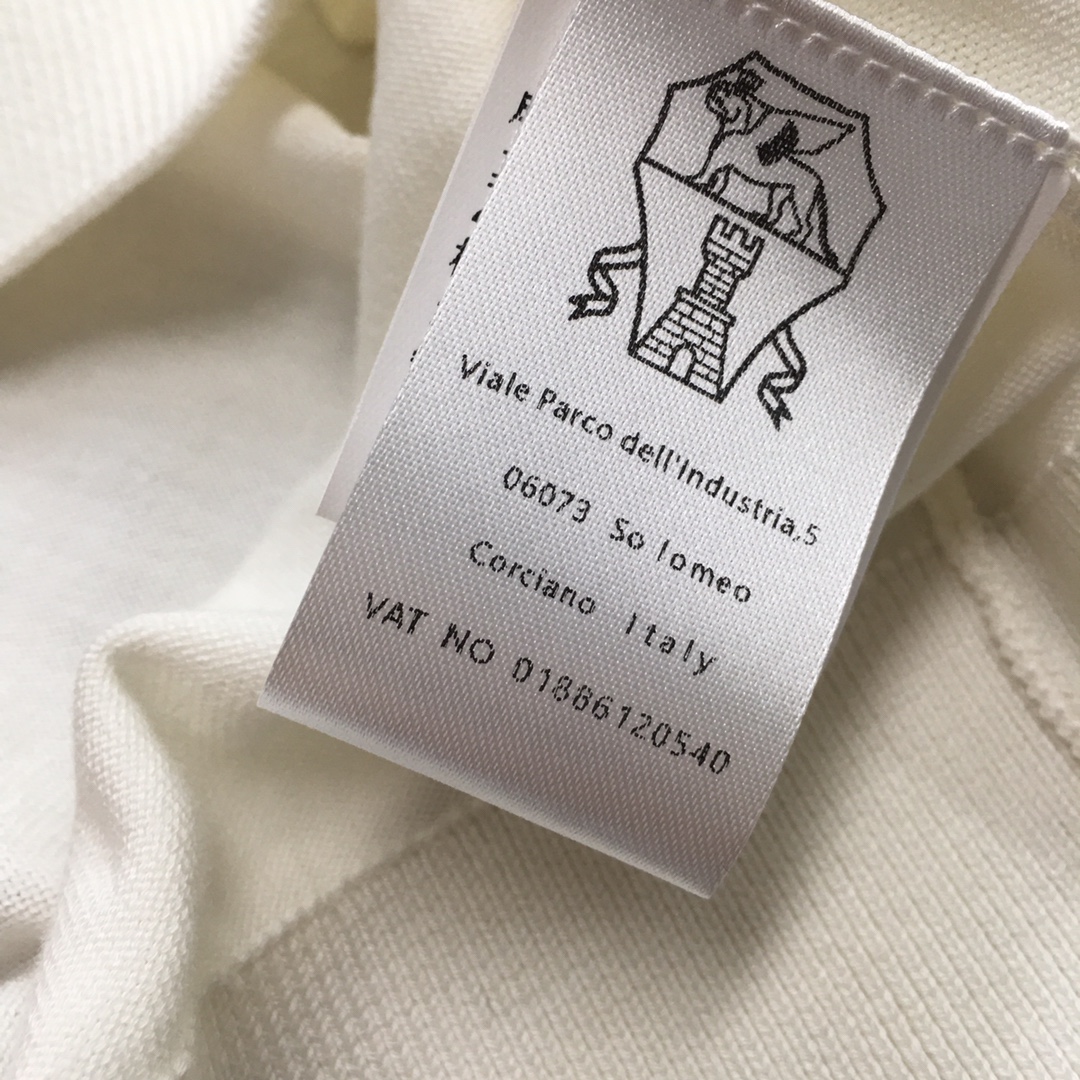 Viale Parco dell'Industria,5
06073 So lomeo
Corciano Italy
VAT NO 01886120540